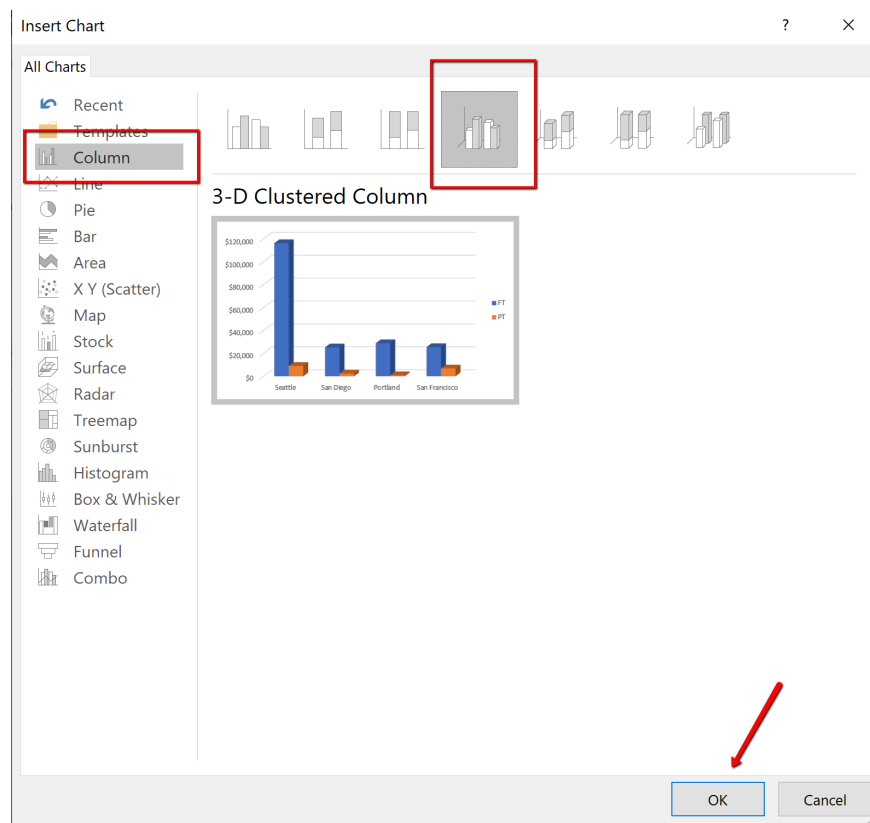 Insert Chart
?
All Charts
Recent
Templates
Column
Line
Pie
Bar
Area
X Y (Scatter)
Map
Stock
Surface
Radar
Treemap
Sunburst
Histogram
Box & Whisker
Waterfall
Funnel
Combo
3-D Clustered Column
$120,000
$100,000
$80,000
$60,000
$40,000
$20,000
$0
Seattle San Diego Portland San Francisco
FT
PT
OK Cancel